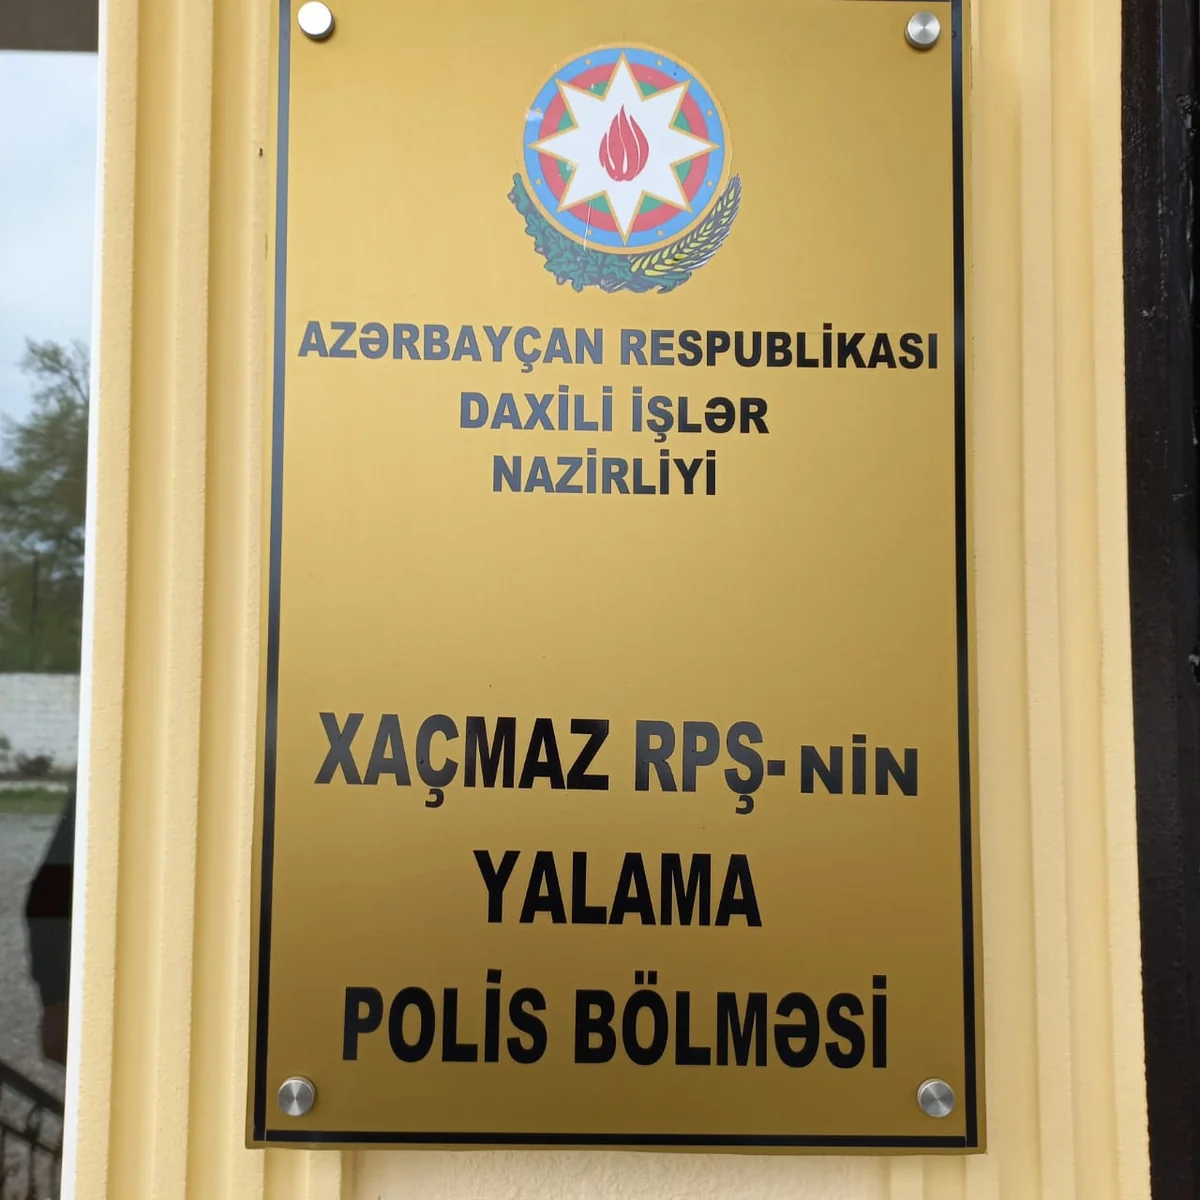 AZƏRBAYÇAN RESPUBLİKASI
DAXİLİ İŞLƏR
NAZİRLİYİ
XAÇMAZ RPŞ-NİN
YALAMA
POLİS BÖLMƏSİ